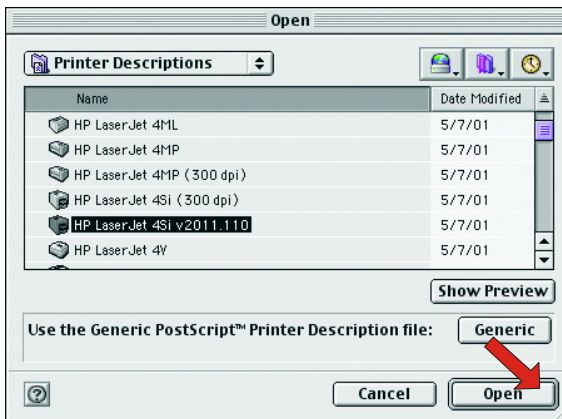 Open
Printer Descriptions
Name Date Modified
HP LaserJet 4ML 5/7/01
HP LaserJet 4MP 5/7/01
HP LaserJet 4MP (300 dpi) 5/7/01
HP LaserJet 4Si (300 dpi) 5/7/01
HP LaserJet 4Si v2011.110 5/7/01
HP LaserJet 4V 5/7/01
Show Preview
Use the Generic PostScript™ Printer Description file: Generic
? Cancel Open